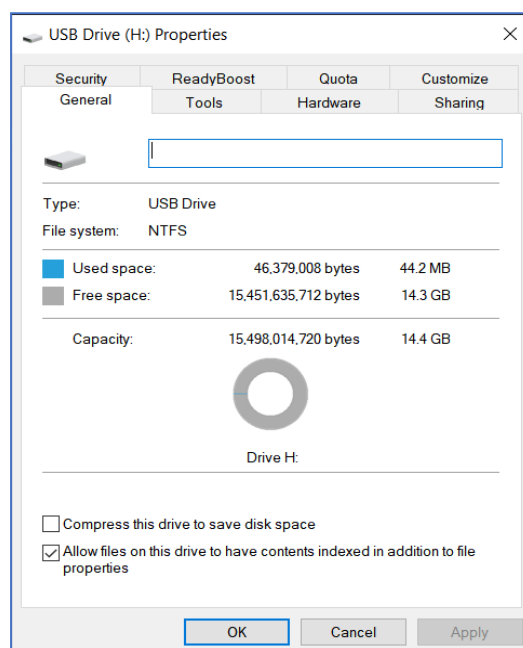 USB Drive (H:) Properties
Security ReadyBoost Quota Customize
General Tools Hardware Sharing
Type: USB Drive
File system: NTFS
Used space: 46,379,008 bytes 44.2 MB
Free space: 15,451,635,712 bytes 14.3 GB
Capacity: 15,498,014,720 bytes 14.4 GB
Drive H:
Compress this drive to save disk space
Allow files on this drive to have contents indexed in addition to file
properties
OK Cancel Apply